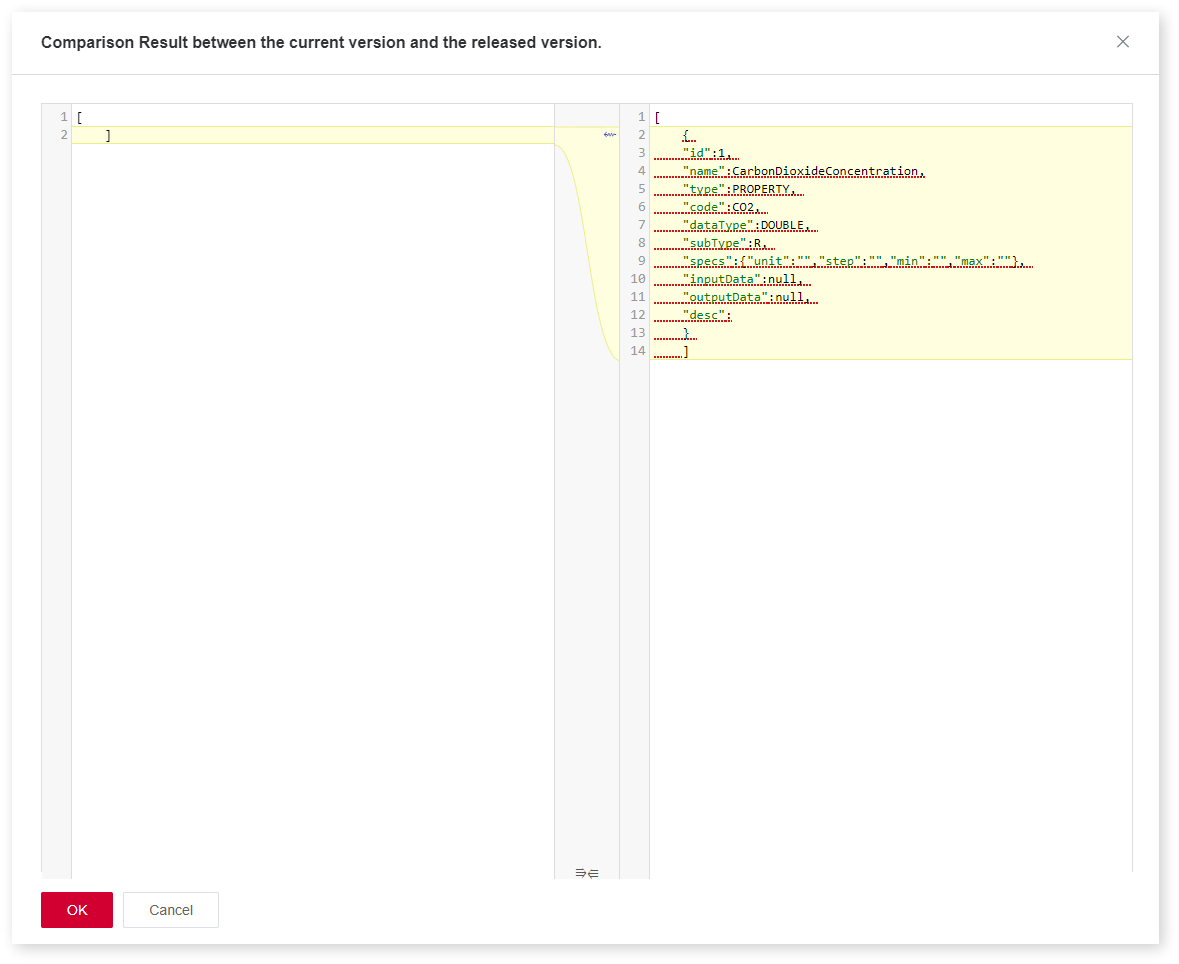 Comparison Result between the current version and the released version.
1 [
2 ]
1 [
2 {
3 "id":1,
4 "name":CarbonDioxideConcentration,
5 "type":PROPERTY,
6 "code":CO2,
7 "dataType":DOUBLE,
8 "subType":R,
9 "specs":{"unit":"","step":"","min":"","max":""},
10 "inputData":null,
11 "outputData":null,
12 "desc":
13 }
14 ]
OK
Cancel